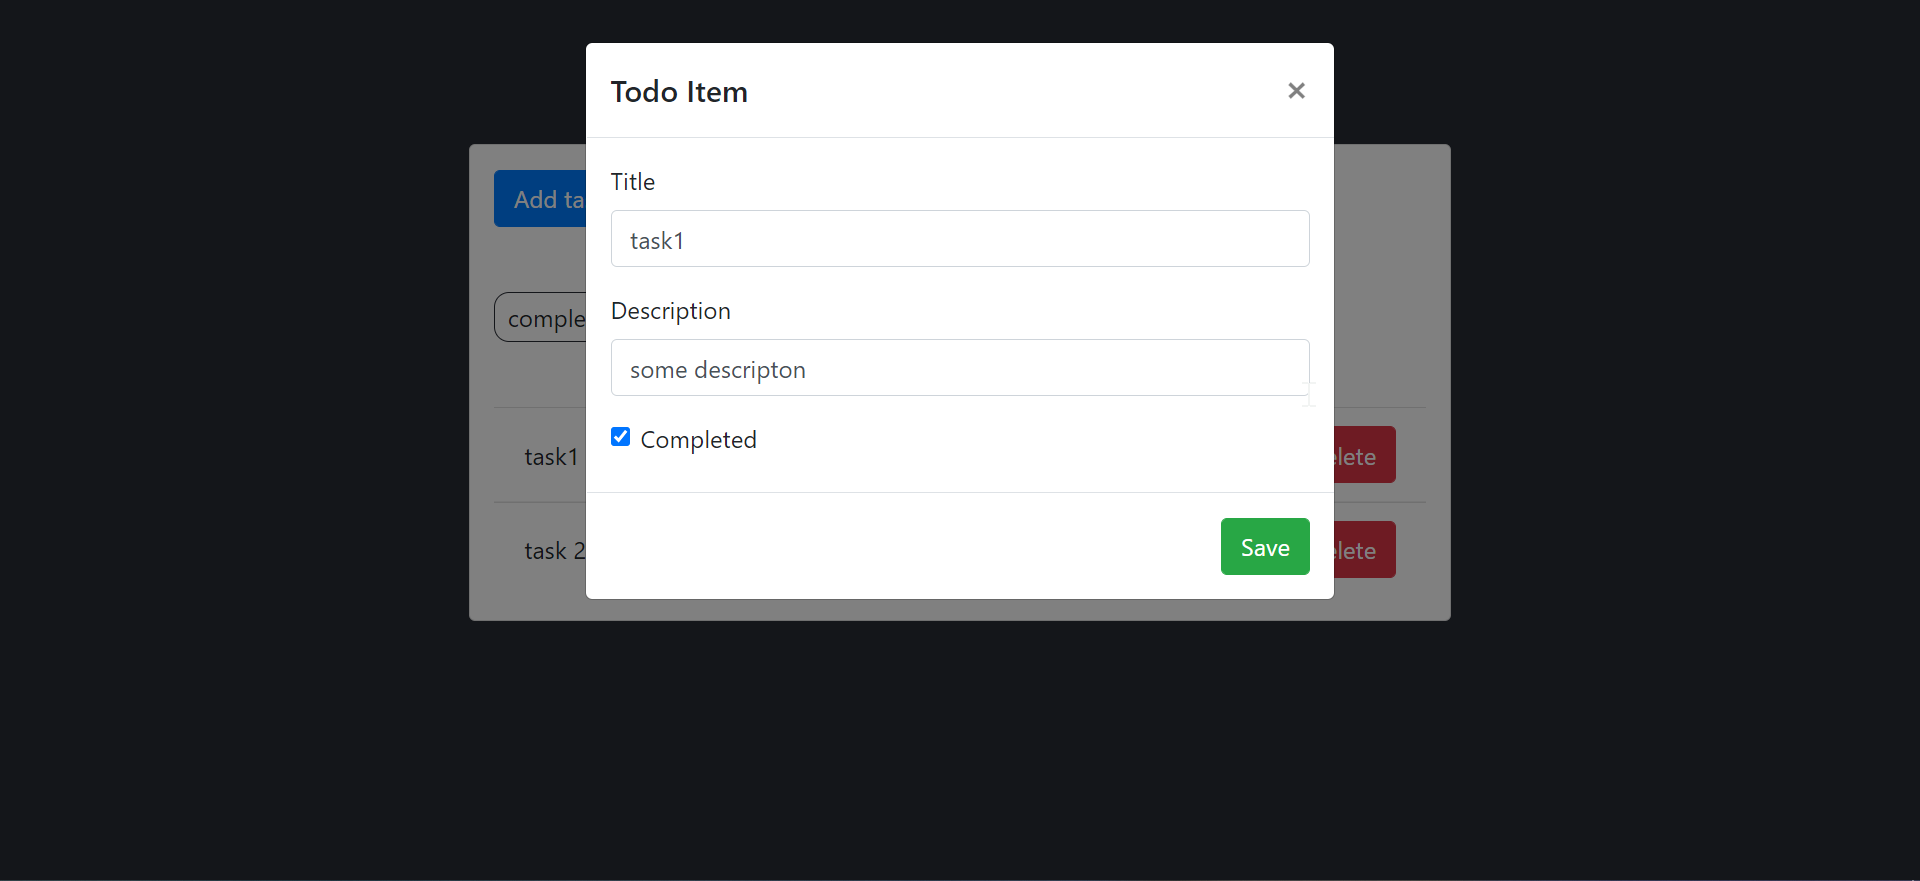 Todo Item ×
Title
Add ta
task1
Description
comple
some descripton
Completed
task1
lete
Save
task 2
lete